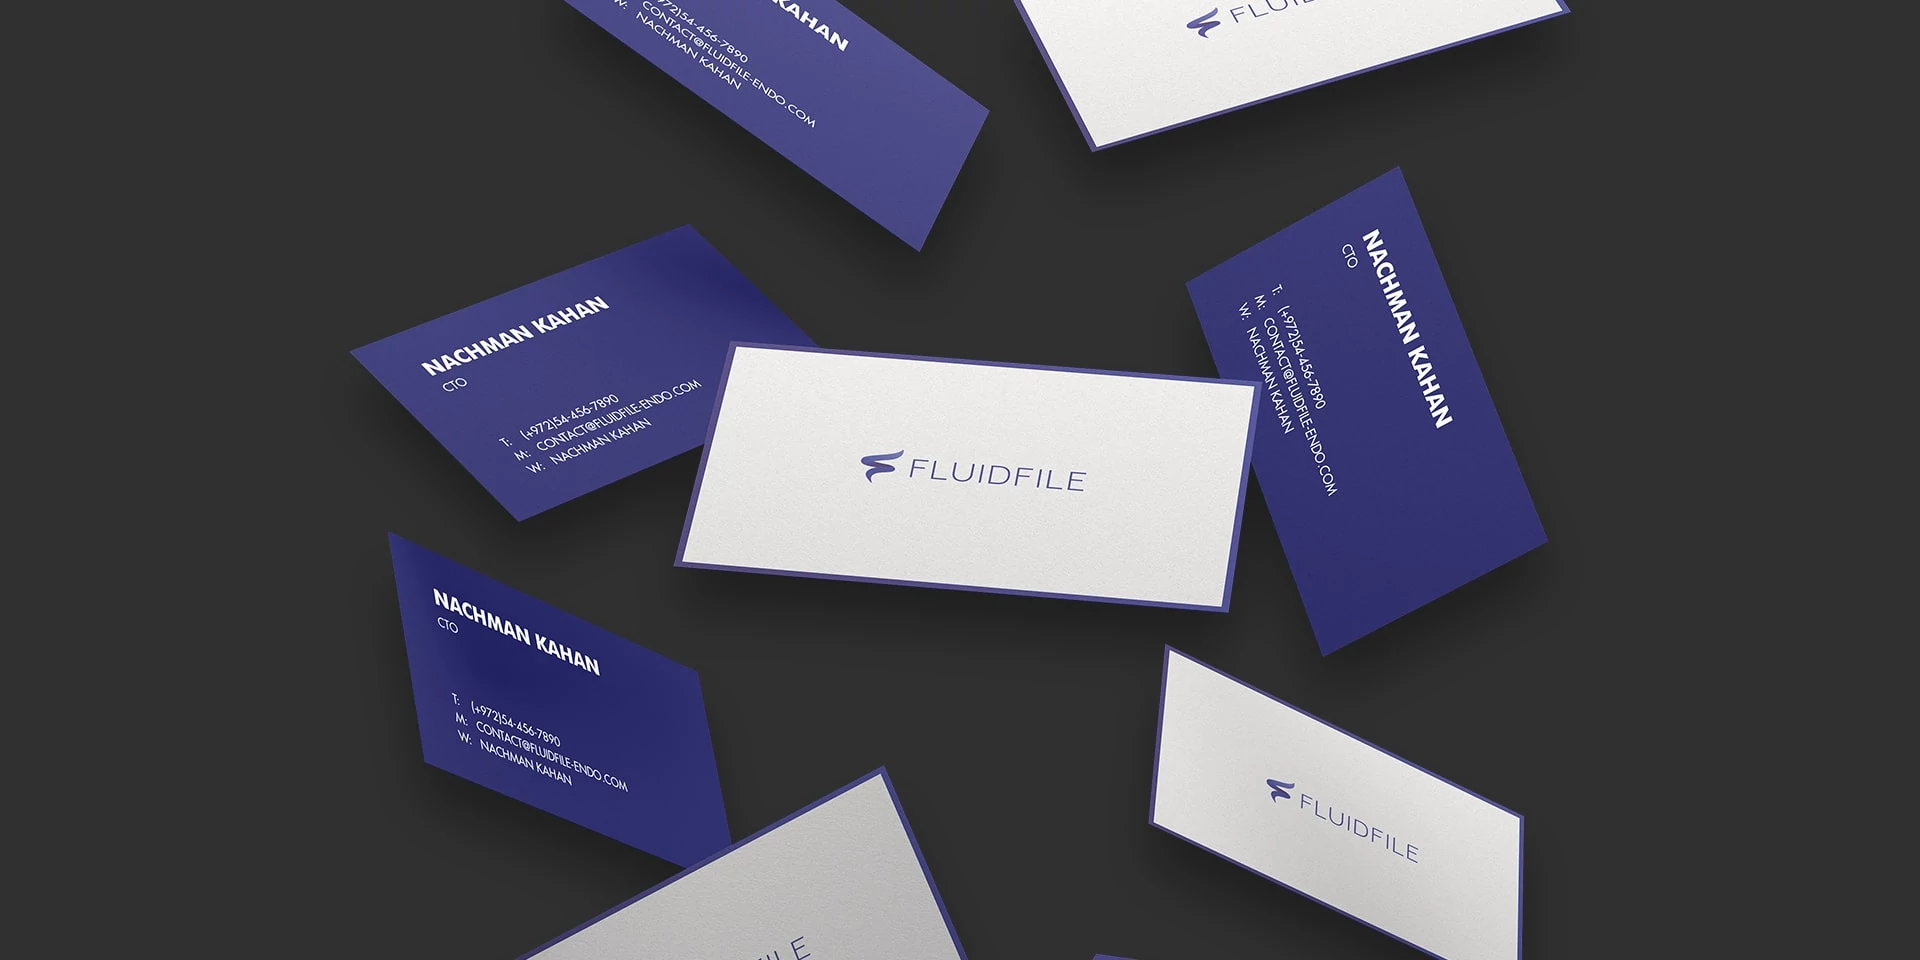 KAHAN
(+972)54-456-7890
CONTACT@FLUIDFILE-ENDO.COM
W: NACHMAN KAHAN
FLUID
NACHMAN KAHAN
CTO
T: (+972)54-456-7890
M: CONTACT@FLUIDFILE-ENDO.COM
W: NACHMAN KAHAN
FLUIDFILE
NACHMAN KAHAN
CTO
T: (+972)54-456-7890
M: CONTACT@FLUIDFILE-ENDO.COM
W: NACHMAN KAHAN
NACHMAN KAHAN
CTO
T: (+972)54-456-7890
M: CONTACT@FLUIDFILE-ENDO.COM
W: NACHMAN KAHAN
FLUIDFILE
ILE